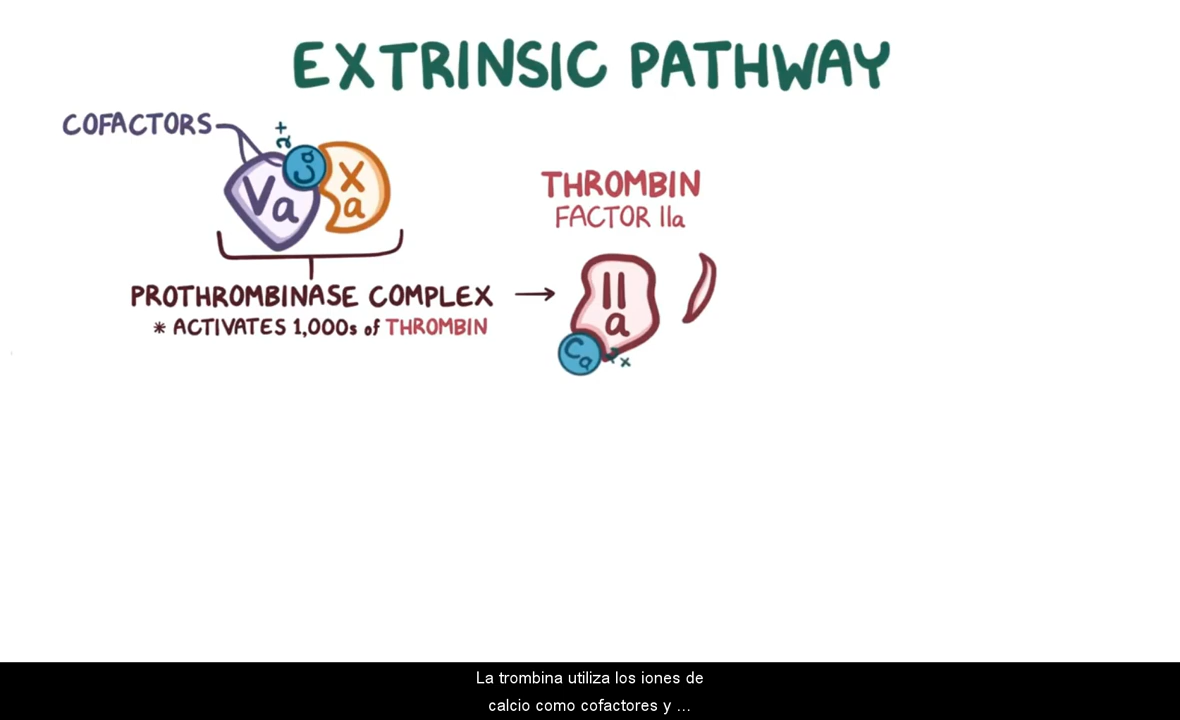 EXTRINSIC PATHWAY
COFACTORS
Va
Ca
2+
Xa
THROMBIN
FACTOR IIa
IIa
PROTHROMBINASE COMPLEX
* ACTIVATES 1,000s of THROMBIN
Ca
La trombina utiliza los iones de
calcio como cofactores y ...